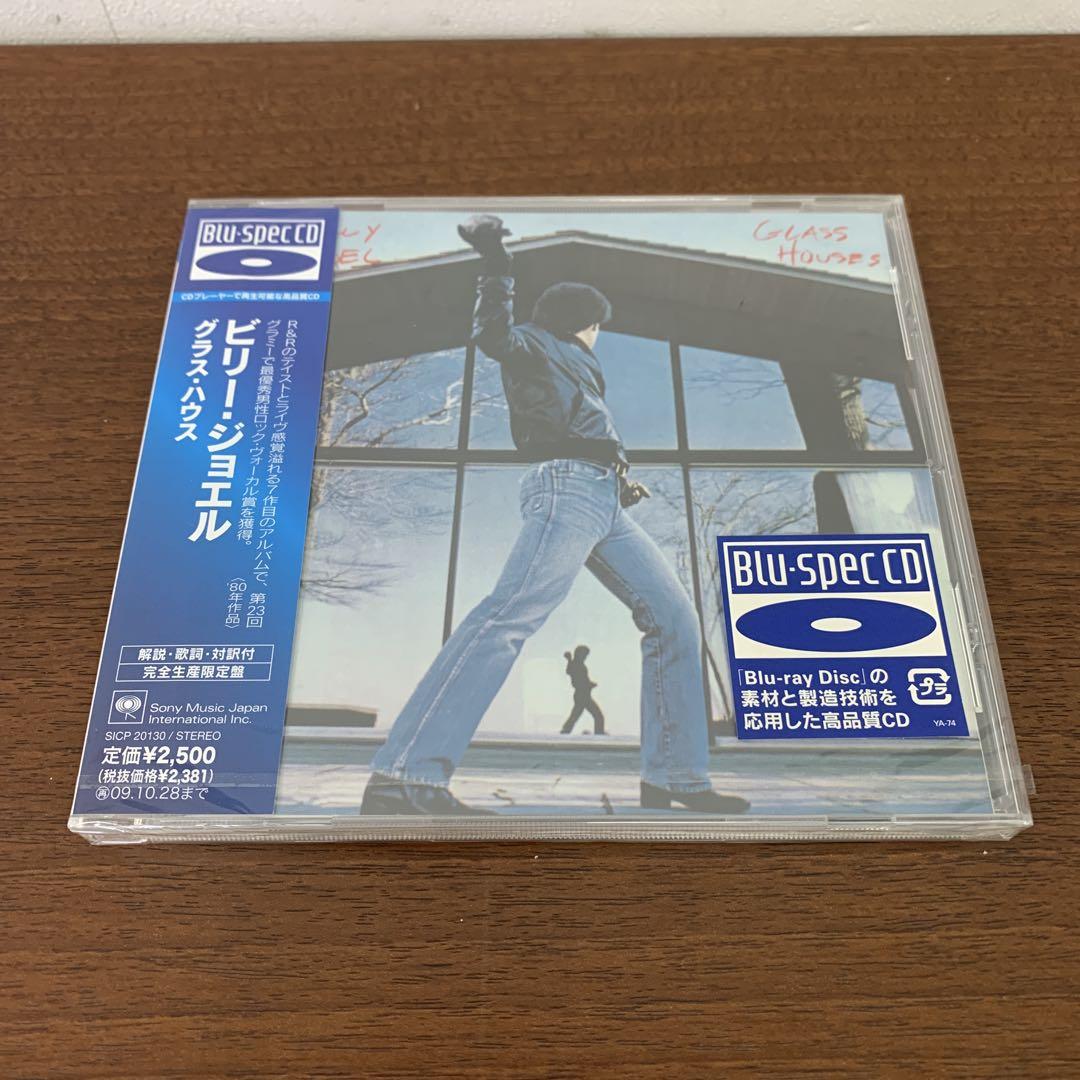 Blu-spec CD
CDプレーヤーで再生可能な高品質CD
R&Rのテイストとライヴ感覚溢れる7作目のアルバムで、第23回
グラミーで最優秀男性ロック・ヴォーカル賞を獲得。
〈'80年作品〉
ビリー・ジョエル
グラス・ハウス
解説・歌詞・対訳付
完全生産限定盤
Sony Music Japan
International Inc.
SICP 20130 / STEREO
定価¥2,500
(税抜価格¥2,381)
再09.10.28まで
LY
EL
GLASS
HOUSES
Blu-spec CD
「Blu-ray Disc」の
素材と製造技術を
応用した高品質CD
プラ
YA-74